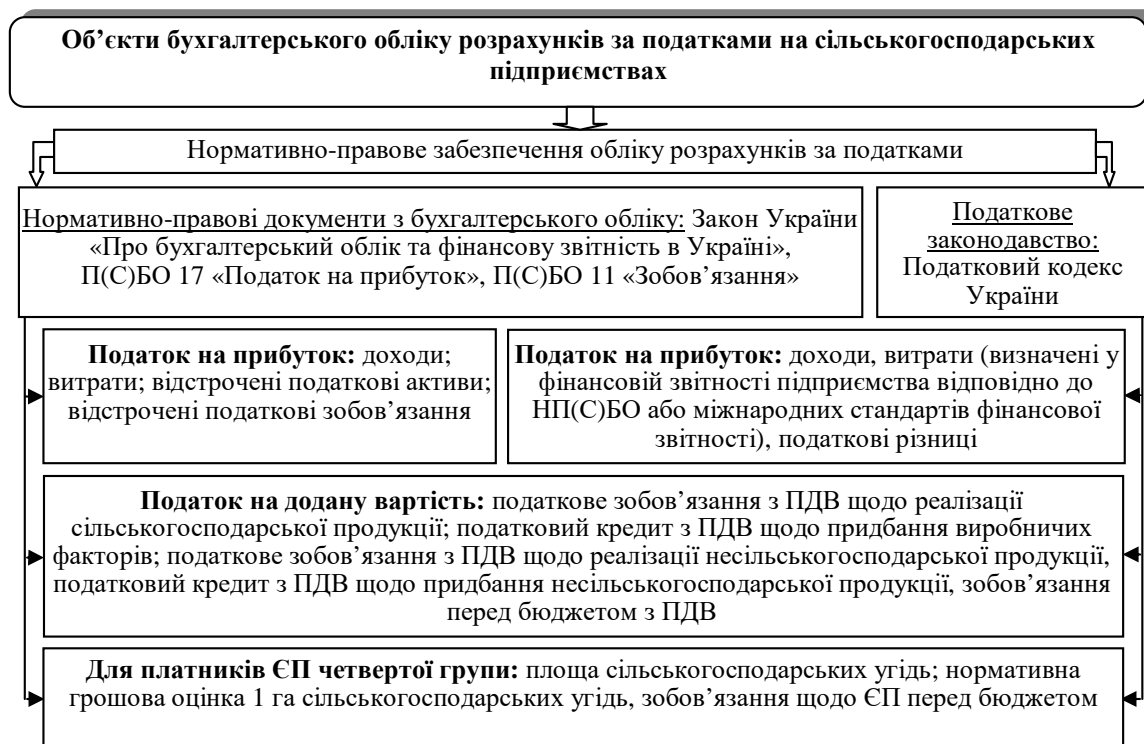 Об’єкти бухгалтерського обліку розрахунків за податками на сільськогосподарських
підприємствах
Нормативно-правове забезпечення обліку розрахунків за податками
Нормативно-правові документи з бухгалтерського обліку: Закон України
«Про бухгалтерський облік та фінансову звітність в Україні»,
П(С)БО 17 «Податок на прибуток», П(С)БО 11 «Зобов’язання»
Податкове
законодавство:
Податковий кодекс
України
Податок на прибуток: доходи;
витрати; відстрочені податкові активи;
відстрочені податкові зобов’язання
Податок на прибуток: доходи, витрати (визначені у
фінансовій звітності підприємства відповідно до
НП(С)БО або міжнародних стандартів фінансової
звітності), податкові різниці
Податок на додану вартість: податкове зобов’язання з ПДВ щодо реалізації
сільськогосподарської продукції; податковий кредит з ПДВ щодо придбання виробничих
факторів; податкове зобов’язання з ПДВ щодо реалізації несільськогосподарської продукції,
податковий кредит з ПДВ щодо придбання несільськогосподарської продукції, зобов’язання
перед бюджетом з ПДВ
Для платників ЄП четвертої групи: площа сільськогосподарських угідь; нормативна
грошова оцінка 1 га сільськогосподарських угідь, зобов’язання щодо ЄП перед бюджетом